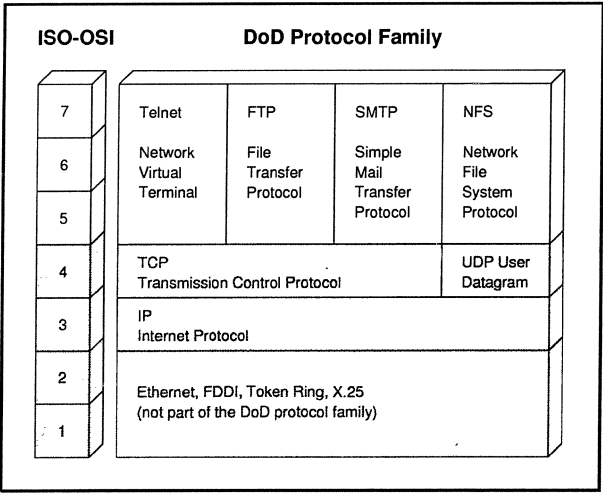 ISO-OSI
DoD Protocol Family
7
6
5
4
3
2
1
Telnet
Network
Virtual
Terminal
FTP
File
Transfer
Protocol
SMTP
Simple
Mail
Transfer
Protocol
NFS
Network
File
System
Protocol
TCP
Transmission Control Protocol
UDP User
Datagram
IP
Internet Protocol
Ethernet, FDDI, Token Ring, X.25
(not part of the DoD protocol family)